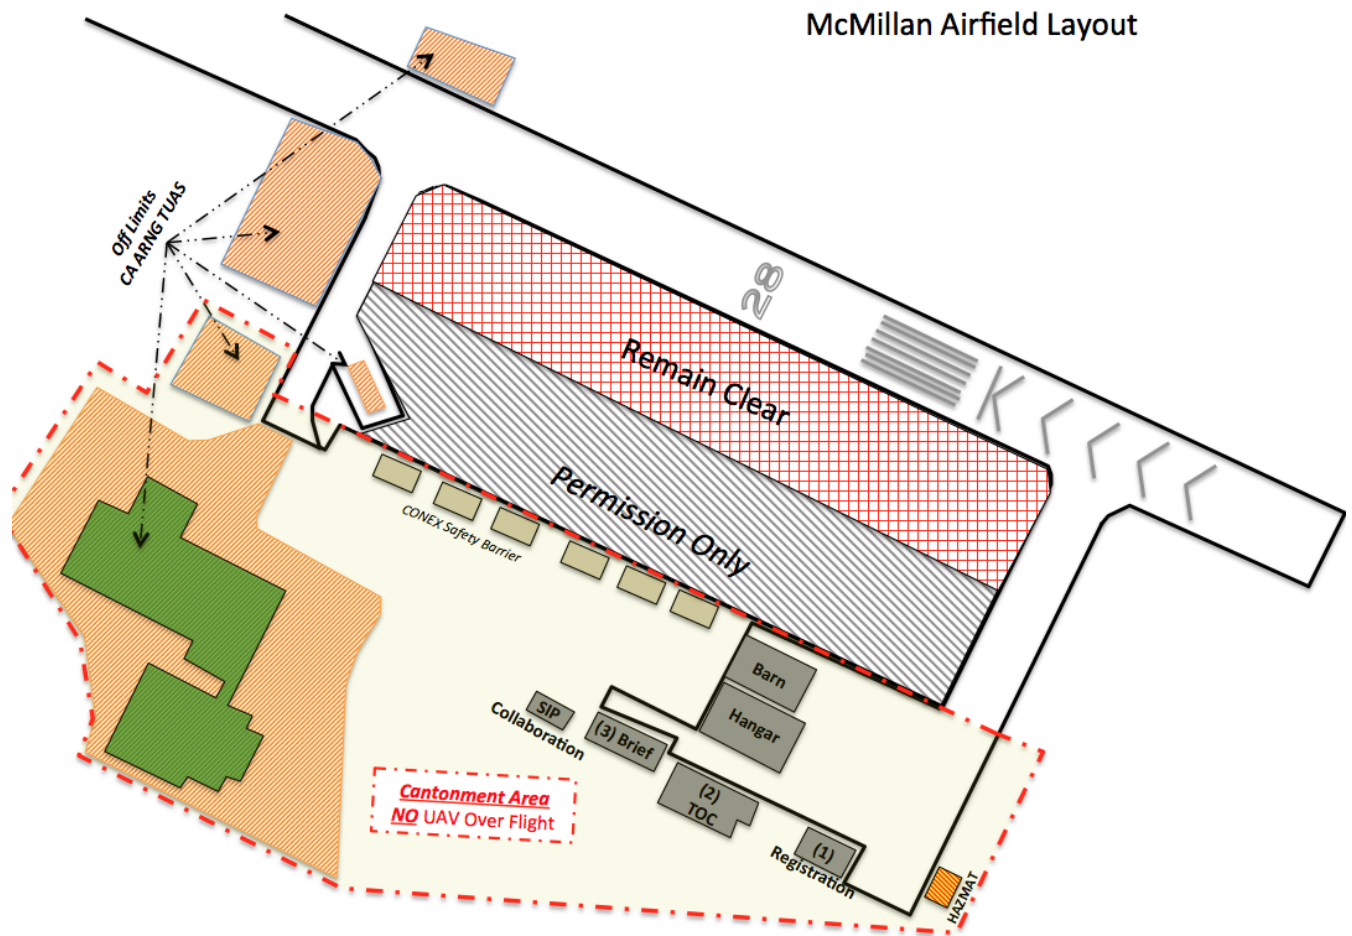 McMillan Airfield Layout
Off Limits
CA ARNG TUAS
28
Remain Clear
Permission Only
CONEX Safety Barrier
Barn
Hangar
SIP
Collaboration
(3) Brief
(2)
TOC
(1)
Registration
HAZMAT
Cantonment Area
NO UAV Over Flight